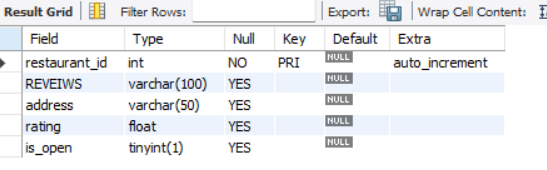 Result Grid Filter Rows: Export: Wrap Cell Content:
Field Type Null Key Default Extra
restaurant_id int NO PRI NULL auto_increment
REVEIWS varchar(100) YES NULL
address varchar(50) YES NULL
rating float YES NULL
is_open tinyint(1) YES NULL